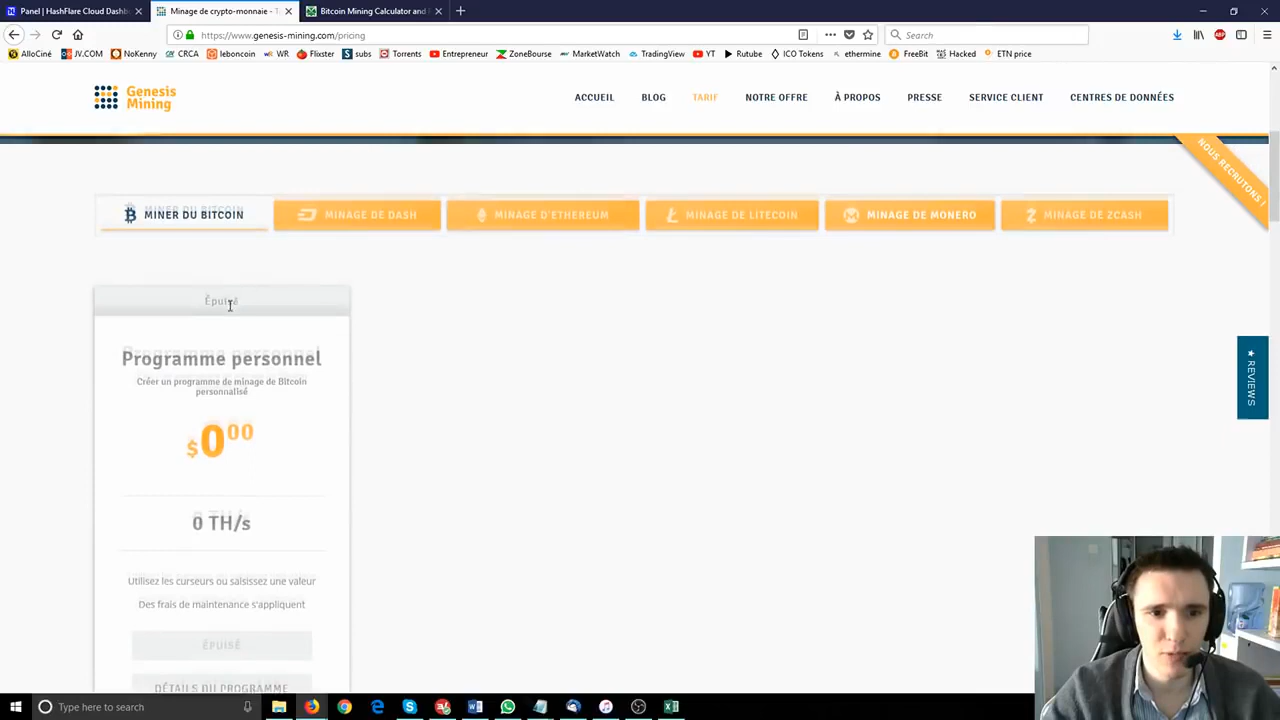 Panel | HashFlare Cloud Dashb
Minage de crypto-monnaie - T
Bitcoin Mining Calculator and
https://www.genesis-mining.com/pricing
Search
AlloCiné JV.COM NoKenny CRCA leboncoin WR Flixster subs Torrents Entrepreneur ZoneBourse MarketWatch TradingView YT Rutube ICO Tokens ethermine FreeBit Hacked ETN price
Genesis
Mining
ACCUEIL BLOG TARIF NOTRE OFFRE À PROPOS PRESSE SERVICE CLIENT CENTRES DE DONNÉES
NOUS RECRUTONS !
MINER DU BITCOIN MINAGE DE DASH MINAGE D'ETHEREUM MINAGE DE LITECOIN MINAGE DE MONERO MINAGE DE ZCASH
Épuisé
Programme personnel
Créer un programme de minage de Bitcoin
personnalisé
$0 00
0 TH/s
Utilisez les curseurs ou saisissez une valeur
Des frais de maintenance s'appliquent
ÉPUISÉ
DÉTAILS DU PROGRAMME
★ REVIEWS
Type here to search